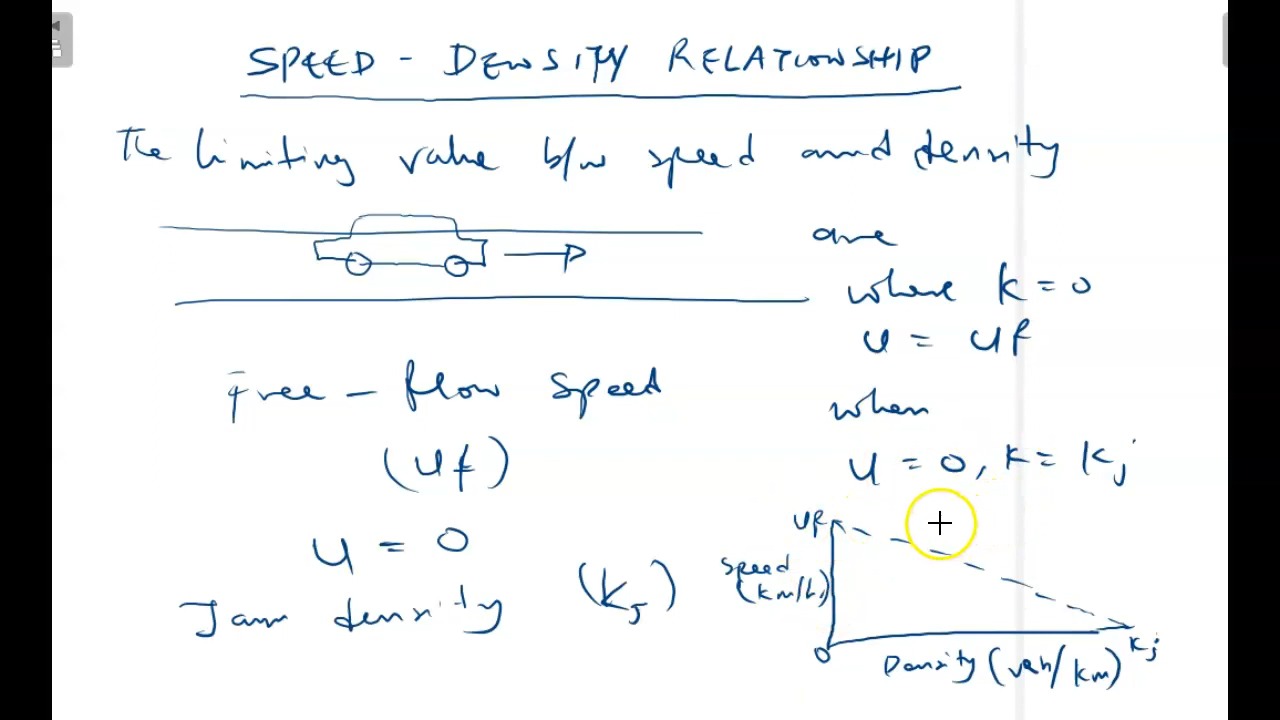 SPEED - DENSITY RELATIONSHIP
The limiting value b/w speed and density
are
where k = 0
u = uf
when
u = 0, k = kj
Free - flow speed
(uf)
u = 0
Jam density (kj)
uf
speed
(km/h)
0
Density (veh/km)
kj